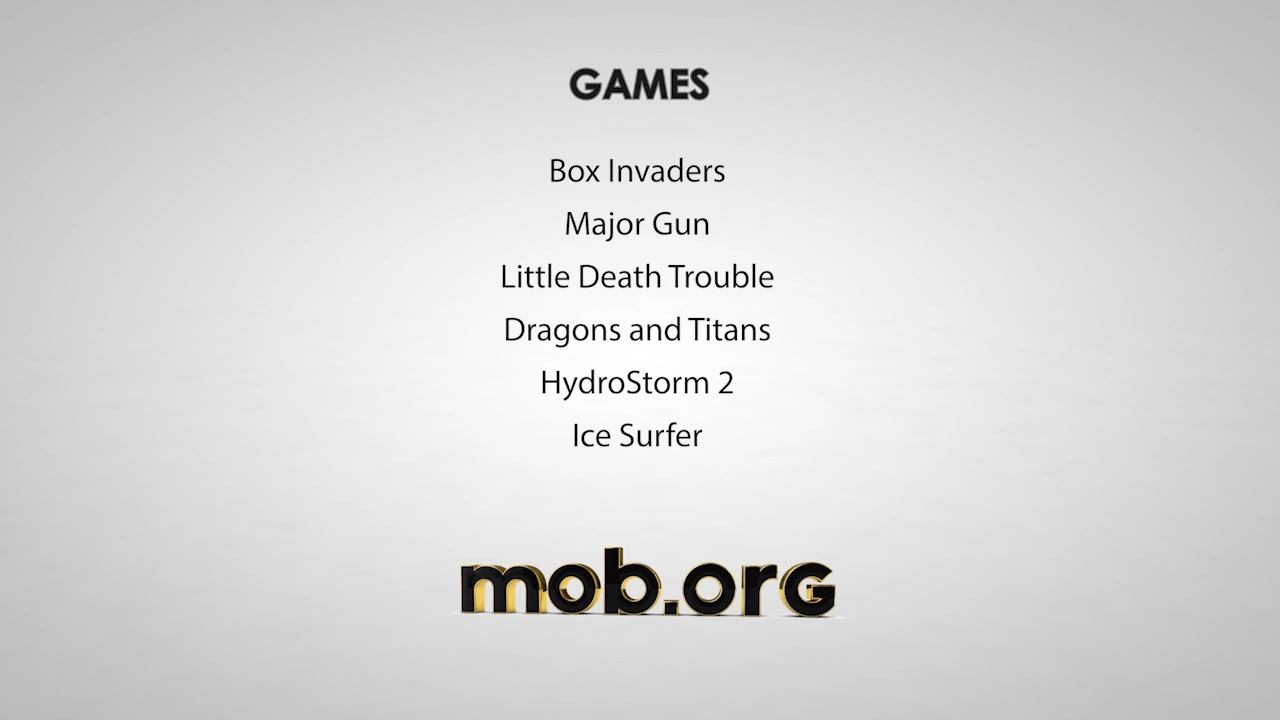 GAMES
Box Invaders
Major Gun
Little Death Trouble
Dragons and Titans
HydroStorm 2
Ice Surfer
mob.orG